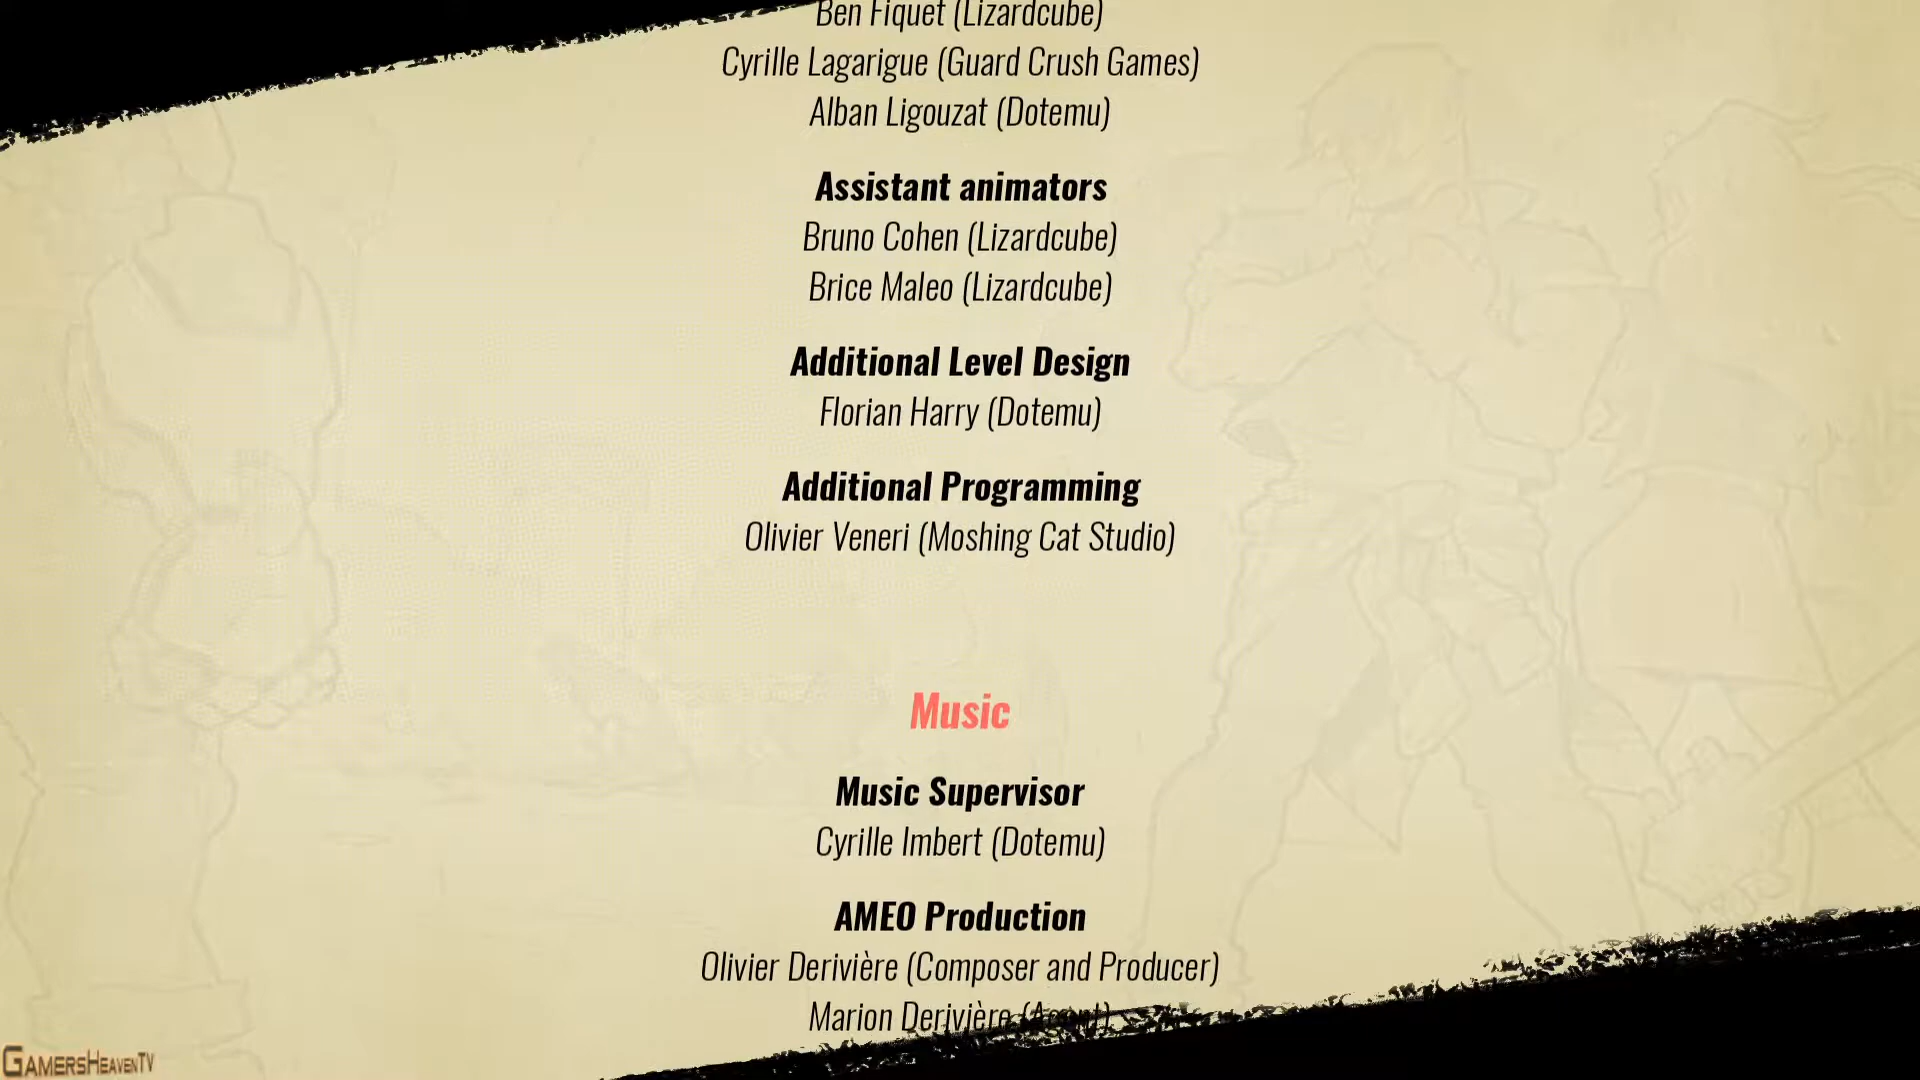 Ben Fiquet (Lizardcube)
Cyrille Lagarigue (Guard Crush Games)
Alban Ligouzat (Dotemu)
Assistant animators
Bruno Cohen (Lizardcube)
Brice Maleo (Lizardcube)
Additional Level Design
Florian Harry (Dotemu)
Additional Programming
Olivier Veneri (Moshing Cat Studio)
Music
Music Supervisor
Cyrille Imbert (Dotemu)
AMEO Production
Olivier Derivière (Composer and Producer)
Marion Derivière (Agent)
GAMERSHEAVENTV